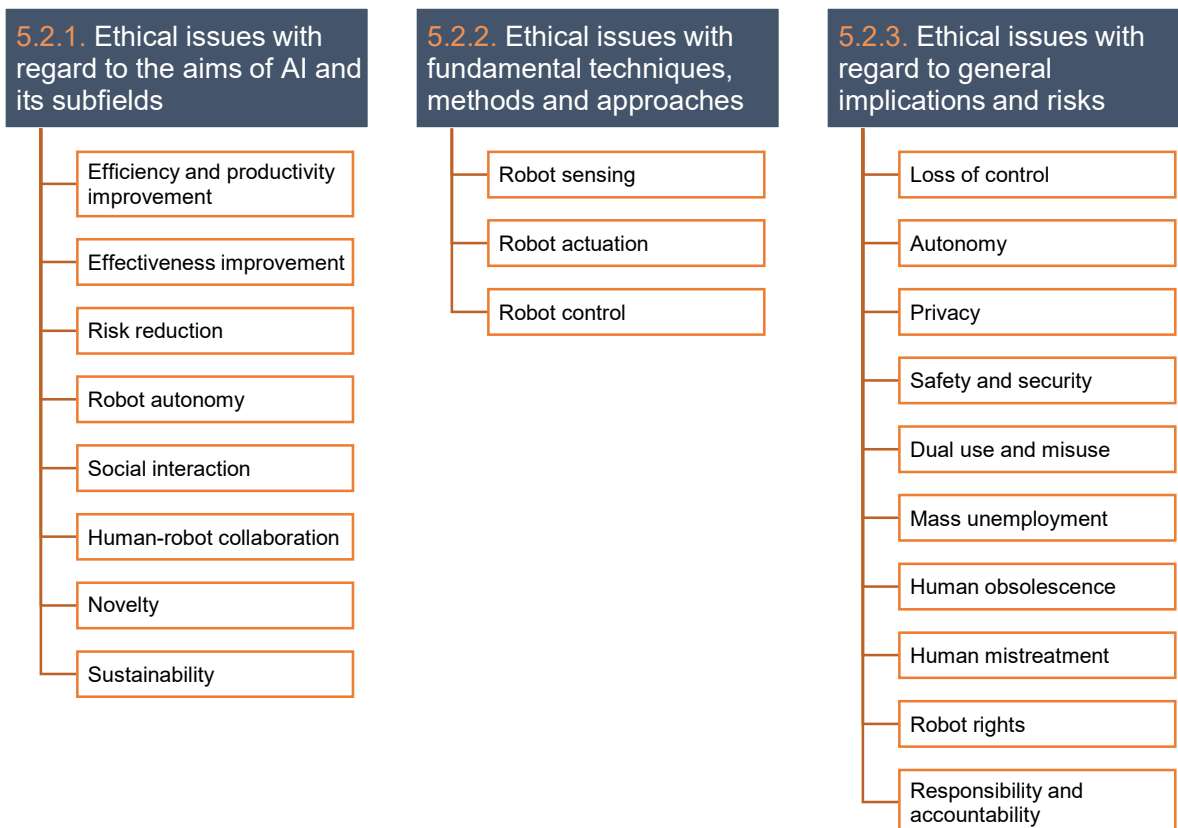 5.2.1. Ethical issues with
regard to the aims of AI and
its subfields
Efficiency and productivity
improvement
Effectiveness improvement
Risk reduction
Robot autonomy
Social interaction
Human-robot collaboration
Novelty
Sustainability
5.2.2. Ethical issues with
fundamental techniques,
methods and approaches
Robot sensing
Robot actuation
Robot control
5.2.3. Ethical issues with
regard to general
implications and risks
Loss of control
Autonomy
Privacy
Safety and security
Dual use and misuse
Mass unemployment
Human obsolescence
Human mistreatment
Robot rights
Responsibility and
accountability